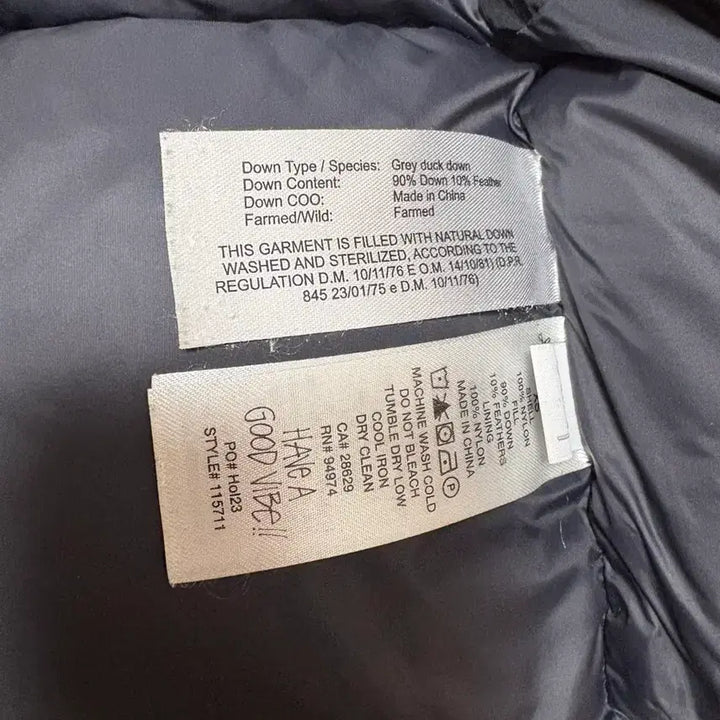 Down Type / Species: Grey duck down
Down Content: 90% Down 10% Feather
Down COO: Made in China
Farmed/Wild: Farmed
THIS GARMENT IS FILLED WITH NATURAL DOWN
WASHED AND STERILIZED, ACCORDING TO THE
REGULATION D.M. 10/11/76 E O.M. 14/10/81) (D.P.R.
845 23/01/75 e D.M. 10/11/76)
XS
SHELL
100% NYLON
FILL
90% DOWN
10% FEATHERS
LINING
100% NYLON
MADE IN CHINA
MACHINE WASH COLD
DO NOT BLEACH
TUMBLE DRY LOW
COOL IRON
DRY CLEAN
CA# 28629
RN# 94974
HAVE A
GOOD VIBE!!
PO# Hol23
STYLE# 115711